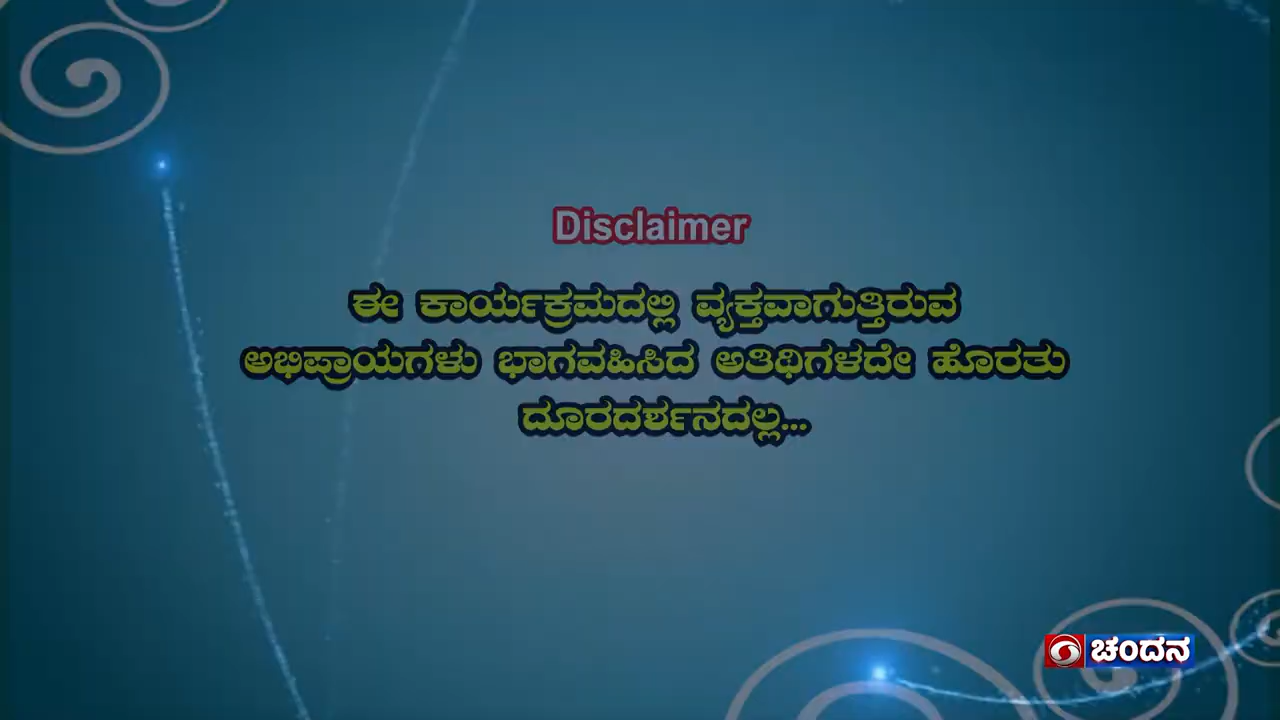 Disclaimer
ಈ ಕಾರ್ಯಕ್ರಮದಲ್ಲಿ ವ್ಯಕ್ತವಾಗುತ್ತಿರುವ
ಅಭಿಪ್ರಾಯಗಳು ಭಾಗವಹಿಸಿದ ಅತಿಥಿಗಳದೇ ಹೊರತು
ದೂರದರ್ಶನದಲ್ಲ...
ಚಂದನ